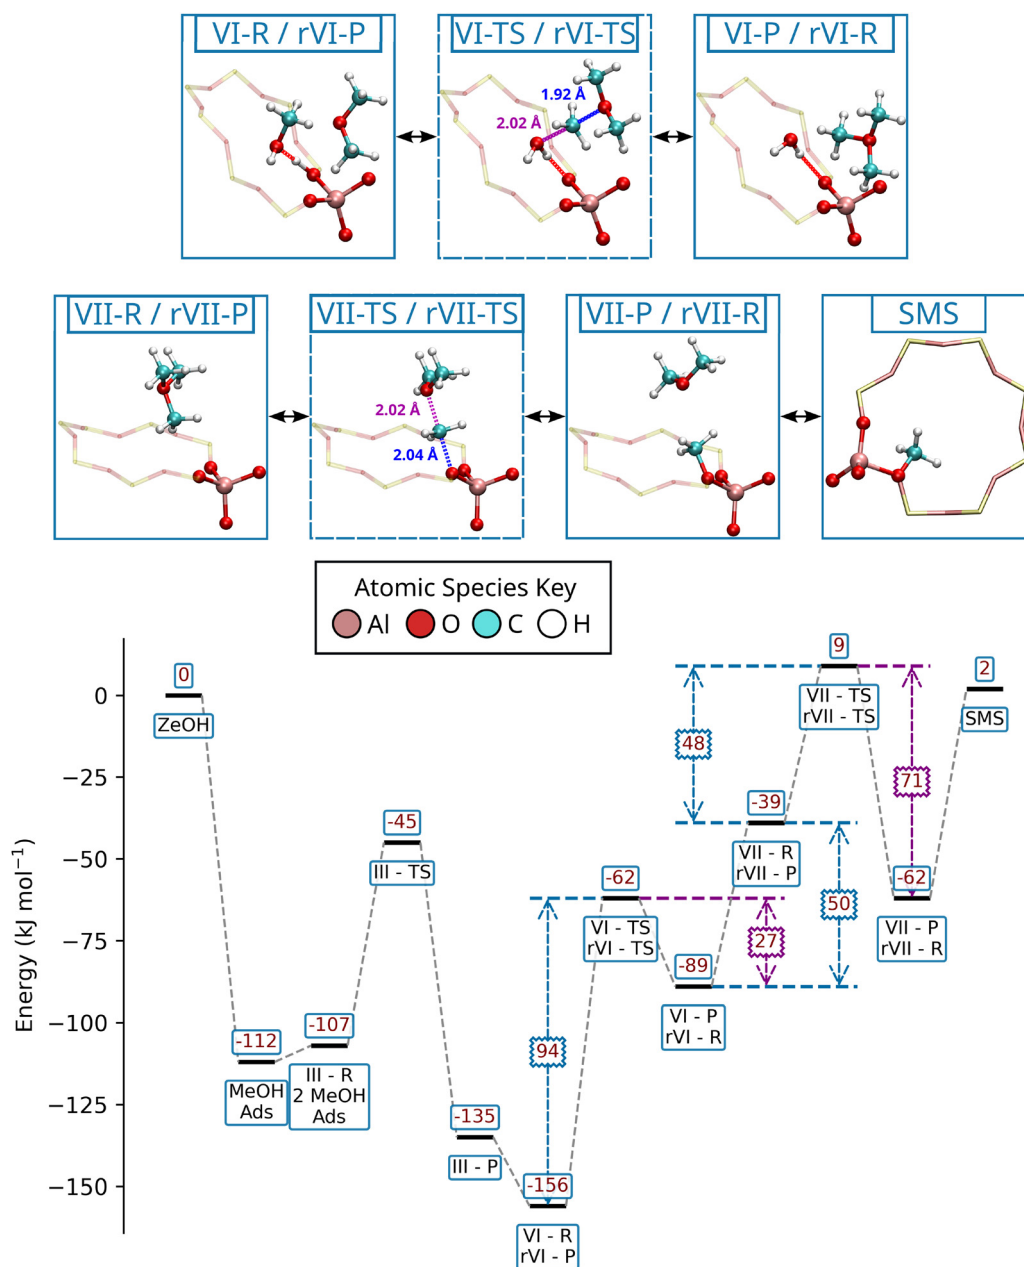 VI-R / rVI-P
VI-TS / rVI-TS
VI-P / rVI-R
1.92 Å
2.02 Å
VII-R / rVII-P
VII-TS / rVII-TS
VII-P / rVII-R
SMS
2.02 Å
2.04 Å
Atomic Species Key
Al O C H
Energy (kJ mol⁻¹)
0
−25
−50
−75
−100
−125
−150
0
ZeOH
-112
MeOH
Ads
-107
III - R
2 MeOH
Ads
-45
III - TS
-135
III - P
-156
VI - R
rVI - P
94
-62
VI - TS
rVI - TS
27
-89
VI - P
rVI - R
50
-39
VII - R
rVII - P
48
9
VII - TS
rVII - TS
71
-62
VII - P
rVII - R
2
SMS